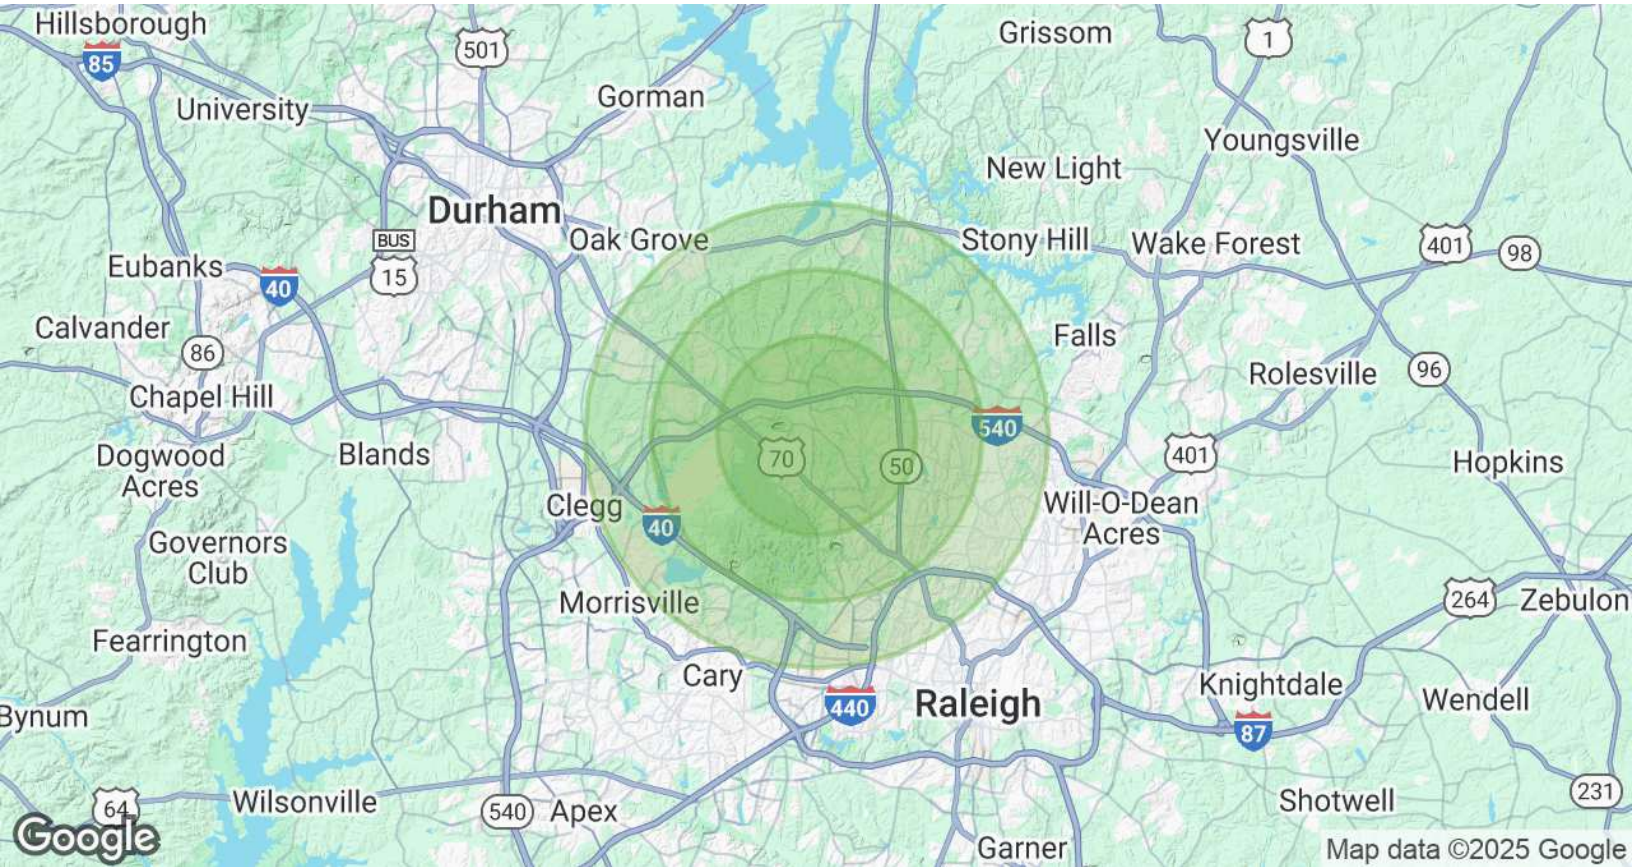 Hillsborough
85
501
Grissom
1
University
Gorman
Youngsville
New Light
Durham
BUS
15
Oak Grove
Stony Hill
Wake Forest
401
98
Eubanks
40
Calvander
86
Falls
Rolesville
96
Chapel Hill
540
Dogwood
Acres
Blands
70
50
401
Hopkins
Clegg
40
Will-O-Dean
Acres
Governors
Club
Morrisville
264
Zebulon
Fearrington
Cary
440
Raleigh
Knightdale
Wendell
Bynum
87
64
Wilsonville
540
Apex
Shotwell
231
Garner
Google
Map data ©2025 Google